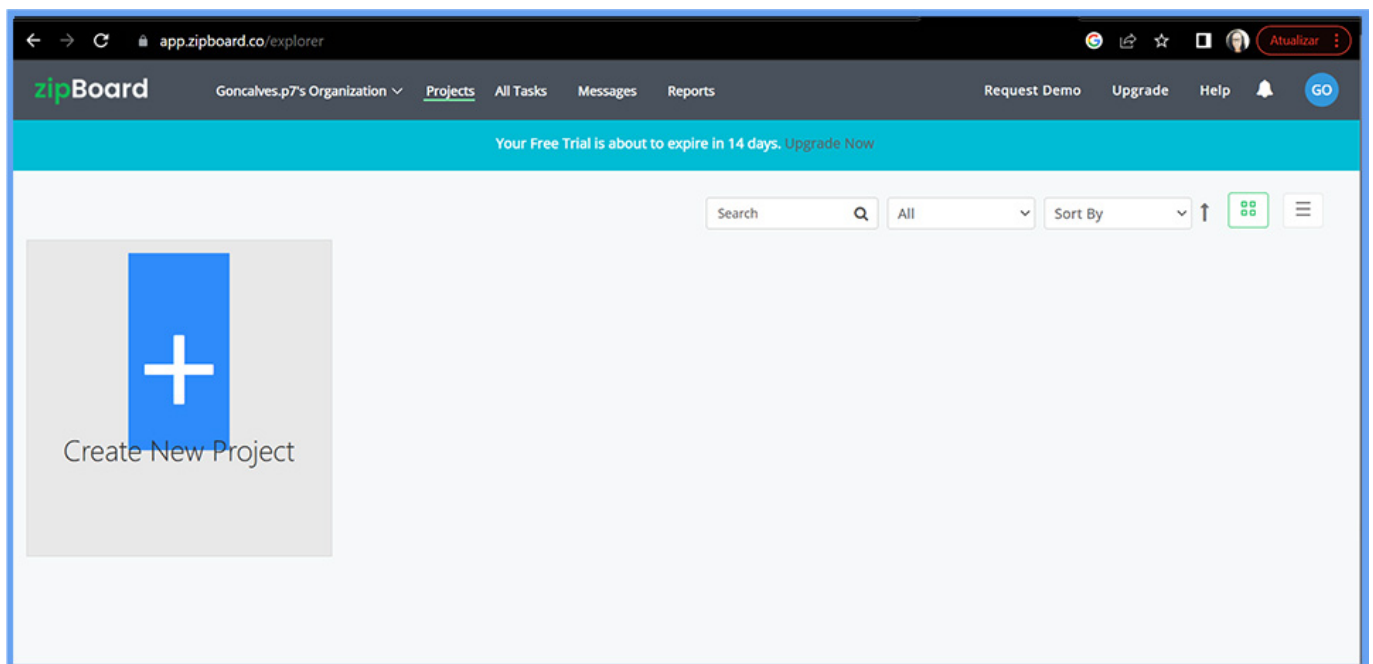 app.zipboard.co/explorer
Atualizar
zipBoard Goncalves.p7's Organization Projects All Tasks Messages Reports Request Demo Upgrade Help GO
Your Free Trial is about to expire in 14 days. Upgrade Now
Search All Sort By
Create New Project